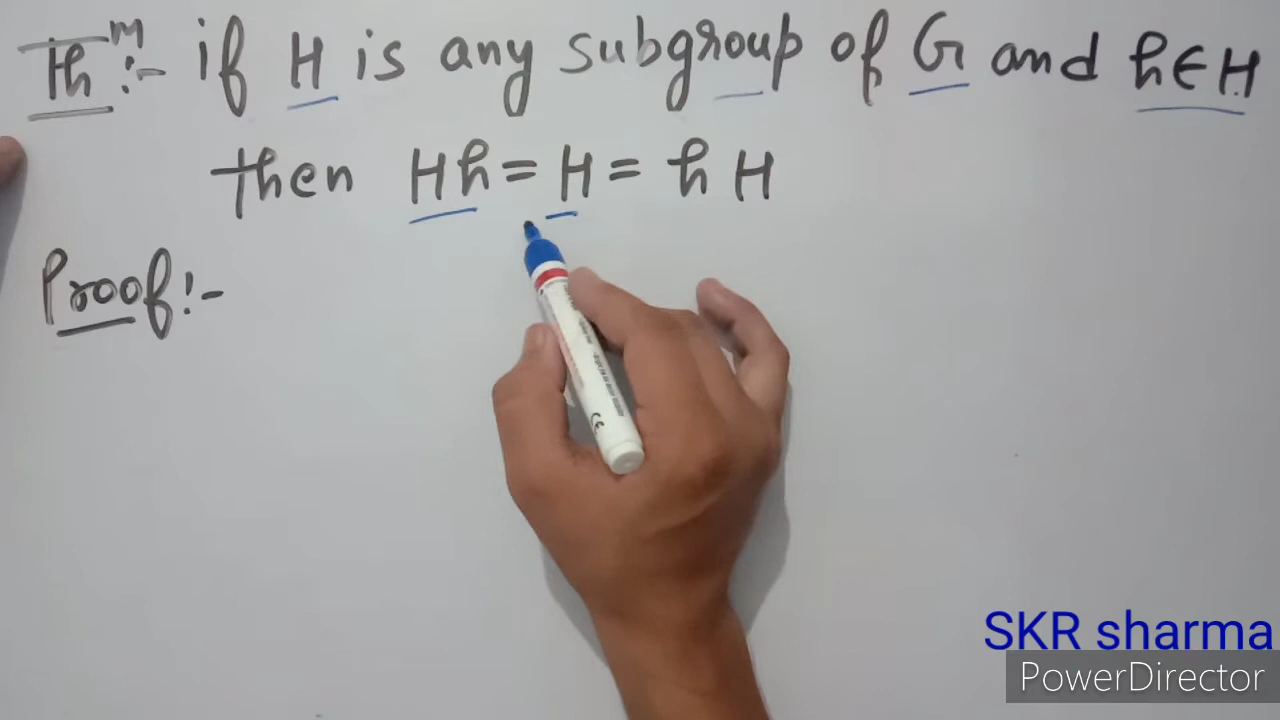 Thm:- if H is any subgroup of G and h∈H
then Hh = H = hH
Proof:-
SKR sharma
PowerDirector